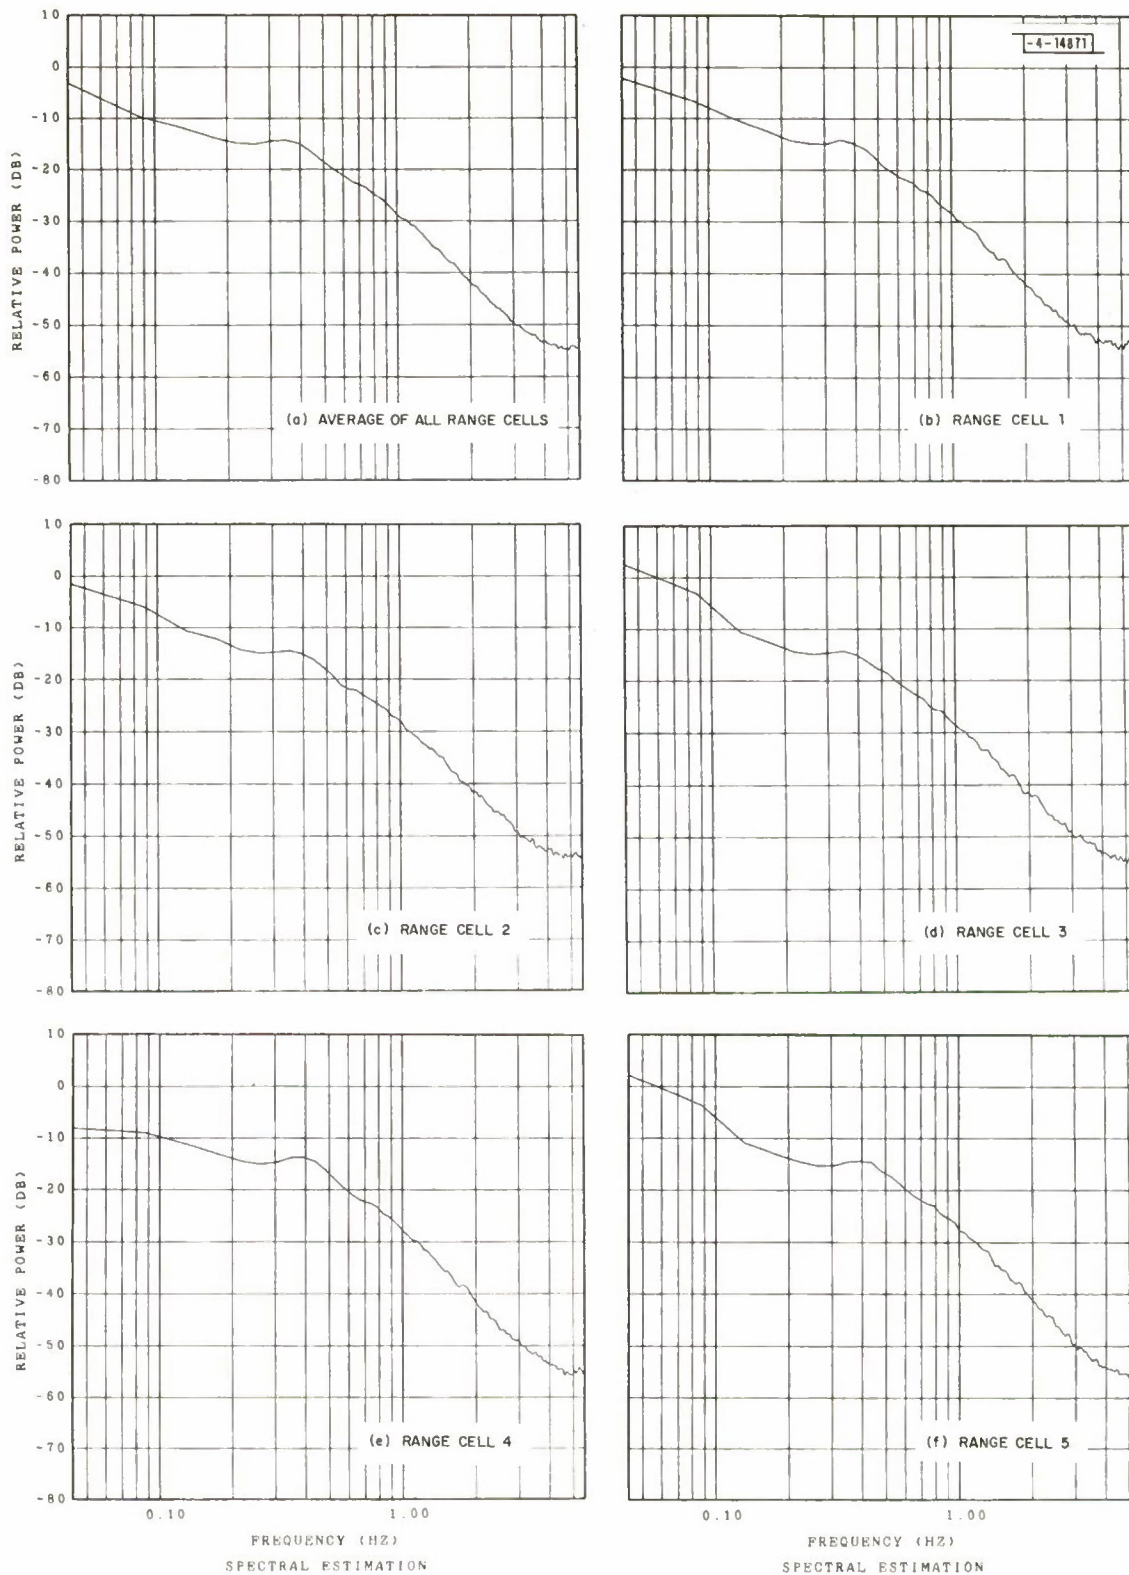 -4-14871
10
0
-10
-20
-30
-40
-50
-60
-70
-80
RELATIVE POWER (DB)
(a) AVERAGE OF ALL RANGE CELLS
(b) RANGE CELL 1
10
0
-10
-20
-30
-40
-50
-60
-70
-80
RELATIVE POWER (DB)
(c) RANGE CELL 2
(d) RANGE CELL 3
10
0
-10
-20
-30
-40
-50
-60
-70
-80
RELATIVE POWER (DB)
(e) RANGE CELL 4
(f) RANGE CELL 5
0.10 1.00
FREQUENCY (HZ)
SPECTRAL ESTIMATION
0.10 1.00
FREQUENCY (HZ)
SPECTRAL ESTIMATION